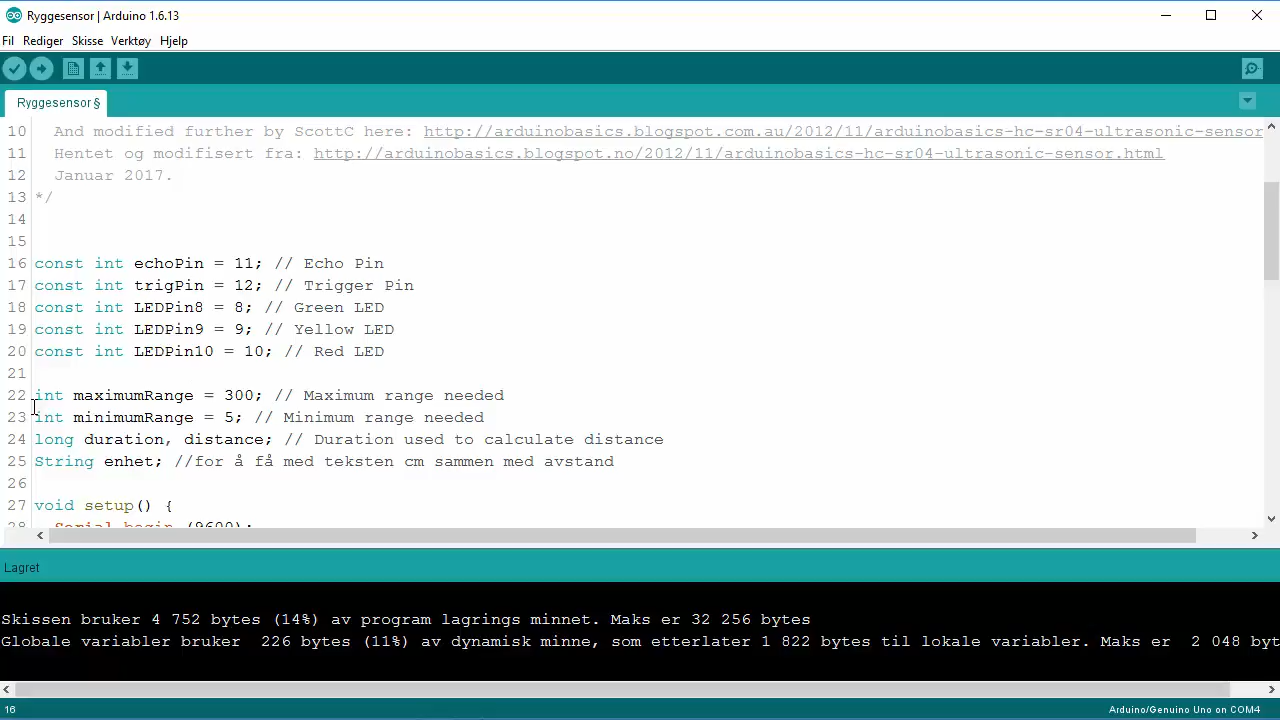 Ryggesensor | Arduino 1.6.13
Fil Rediger Skisse Verktøy Hjelp
Ryggesensor §
10 And modified further by ScottC here: http://arduinobasics.blogspot.com.au/2012/11/arduinobasics-hc-sr04-ultrasonic-sensor
11 Hentet og modifisert fra: http://arduinobasics.blogspot.no/2012/11/arduinobasics-hc-sr04-ultrasonic-sensor.html
12 Januar 2017.
13 */
14
15
16 const int echoPin = 11; // Echo Pin
17 const int trigPin = 12; // Trigger Pin
18 const int LEDPin8 = 8; // Green LED
19 const int LEDPin9 = 9; // Yellow LED
20 const int LEDPin10 = 10; // Red LED
21
22 int maximumRange = 300; // Maximum range needed
23 int minimumRange = 5; // Minimum range needed
24 long duration, distance; // Duration used to calculate distance
25 String enhet; //for å få med teksten cm sammen med avstand
26
27 void setup() {
28 Serial.begin (9600);
Lagret
Skissen bruker 4 752 bytes (14%) av program lagrings minnet. Maks er 32 256 bytes
Globale variabler bruker 226 bytes (11%) av dynamisk minne, som etterlater 1 822 bytes til lokale variabler. Maks er 2 048 byt
16
Arduino/Genuino Uno on COM4